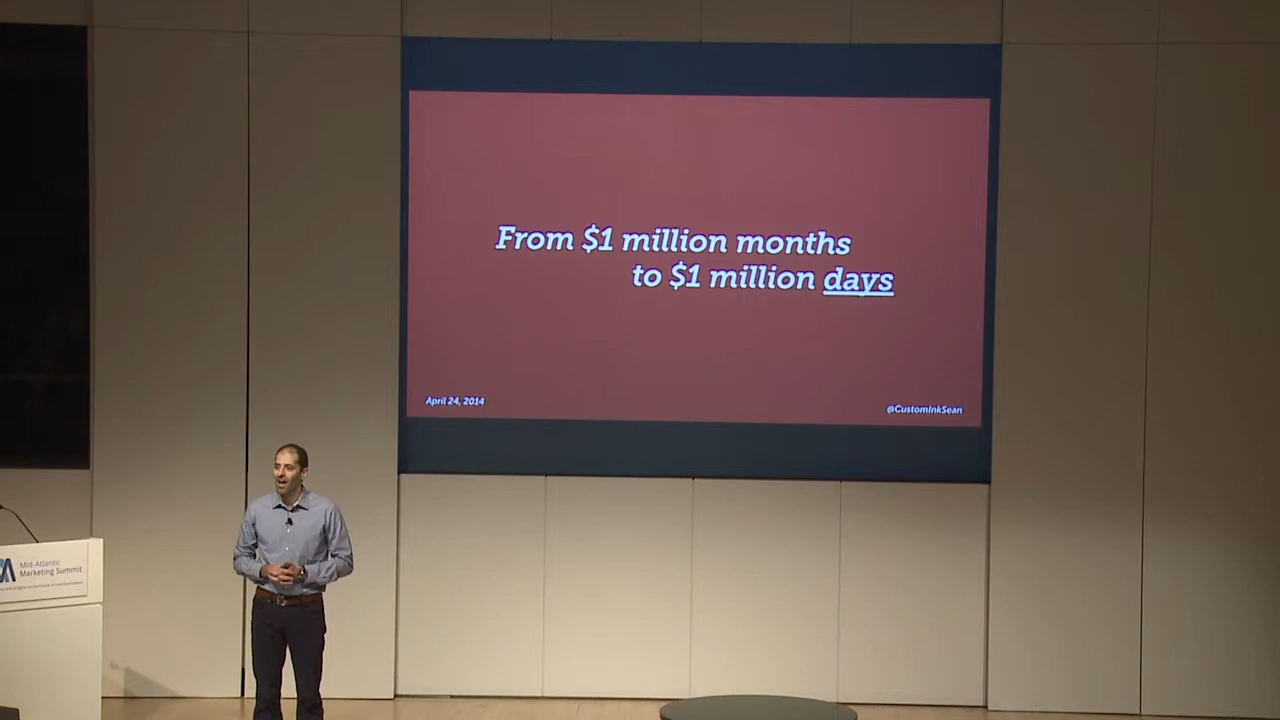 From $1 million months
to $1 million days
April 24, 2014
@CustomInkSean
Mid-Atlantic
Marketing Summit